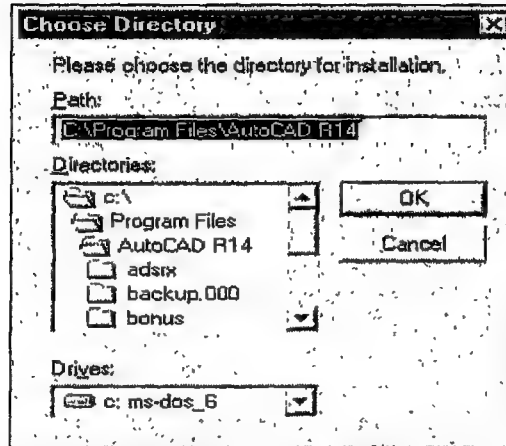 Choose Directory
Please choose the directory for installation.
Path:
C:\Program Files\AutoCAD R14
Directories:
c:\
OK
Program Files
AutoCAD R14
Cancel
adsrx
backup.000
bonus
Drives:
c: ms-dos_6